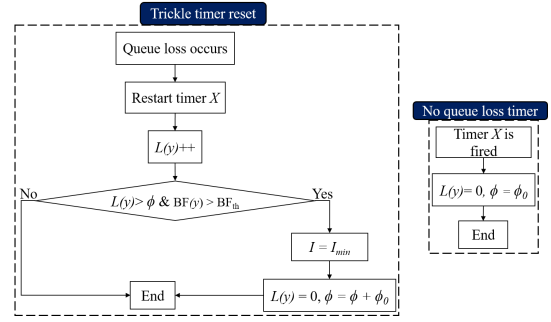 Trickle timer reset
Queue loss occurs
Restart timer X
L(y)++
No
L(y)> ϕ & BF(y) > BFth
Yes
I = Imin
End
L(y) = 0, ϕ = ϕ + ϕ0
No queue loss timer
Timer X is
fired
L(y)= 0, ϕ = ϕ0
End